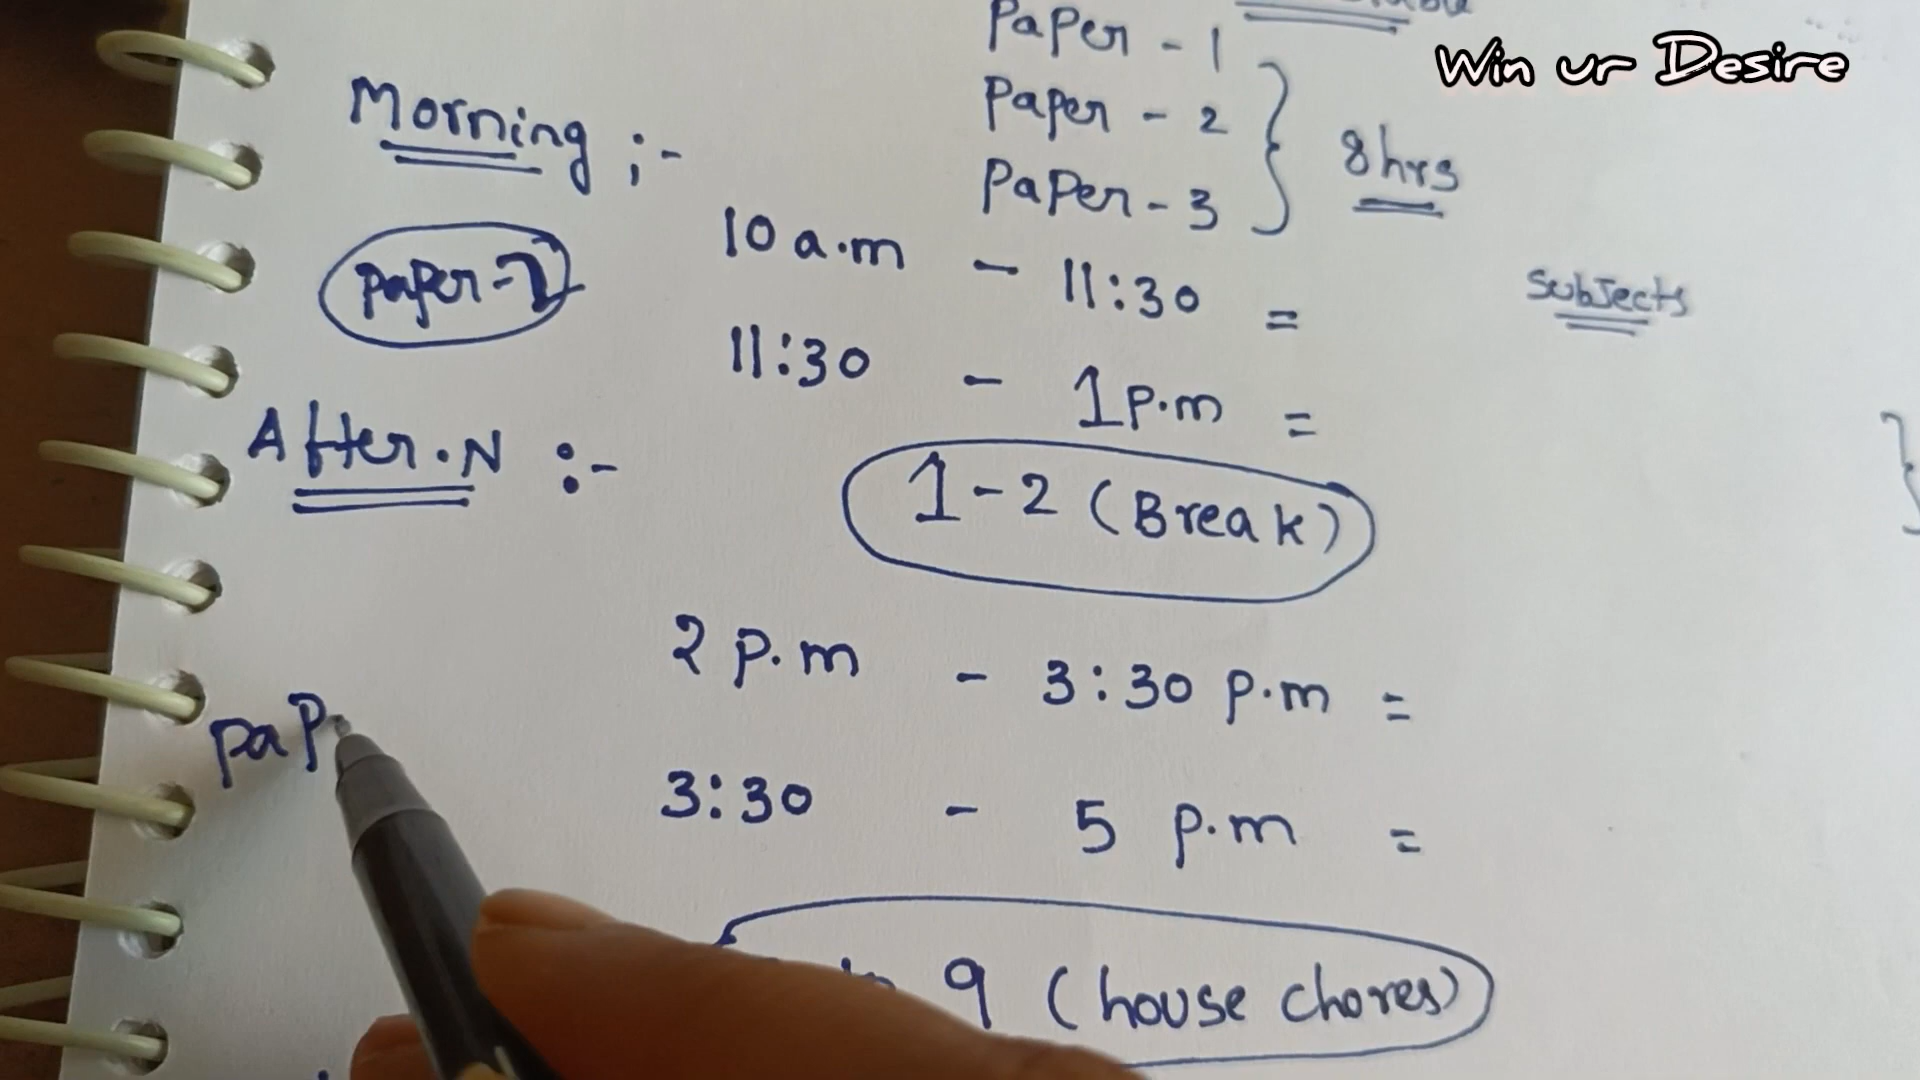 Paper - 1
Win ur Desire
Paper - 2
8 hrs
Paper - 3
Morning ;-
10 a.m - 11:30 =
Subjects
Paper-
11:30 - 1 p.m =
After.N :-
1-2 (Break)
2 p.m - 3:30 p.m =
PaP
3:30 - 5 p.m =
9 (house chores)